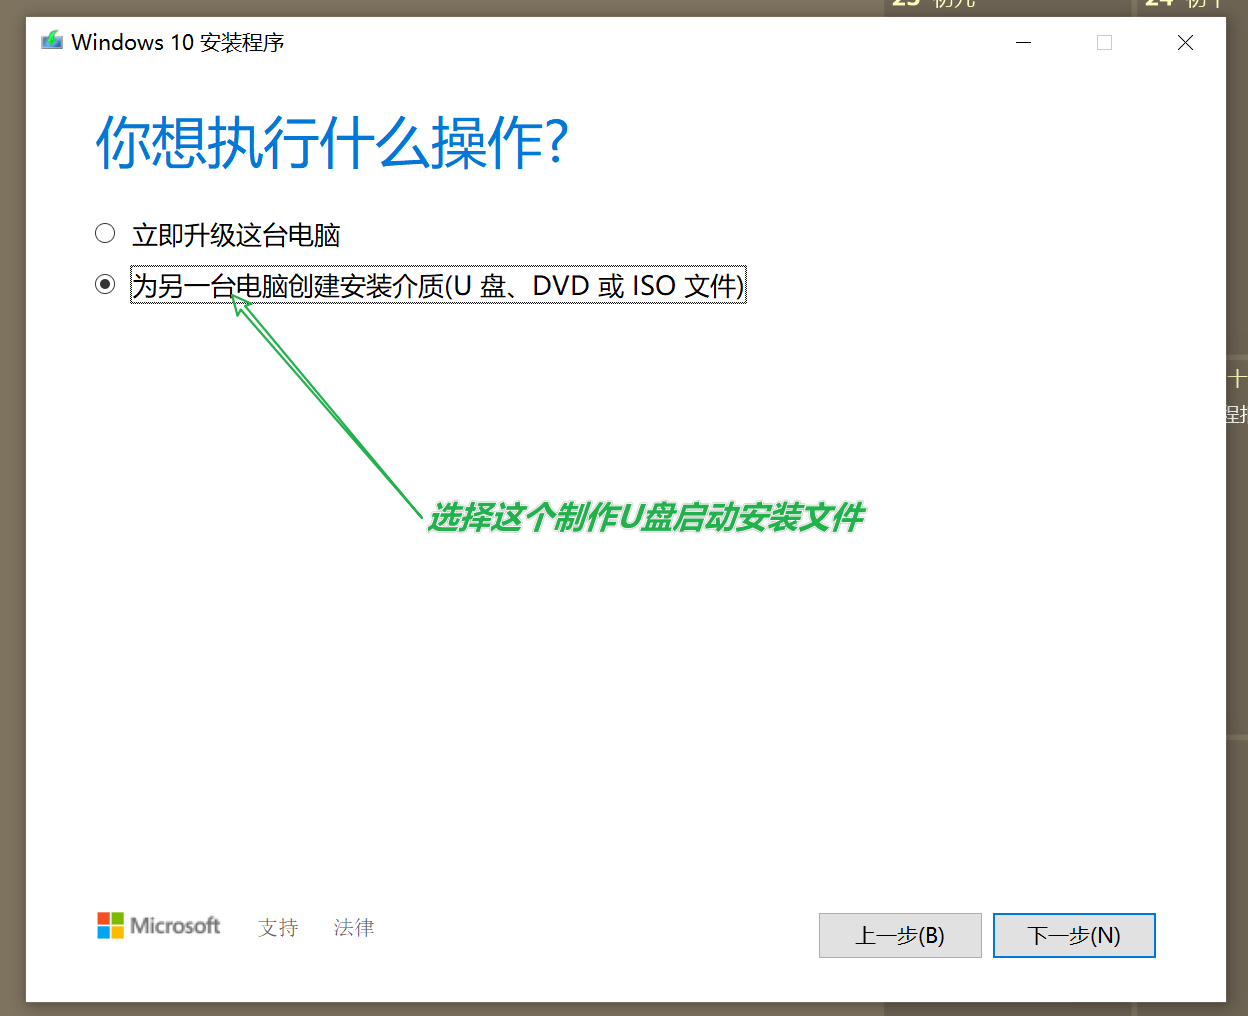 Windows 10 安装程序
你想执行什么操作?
立即升级这台电脑
为另一台电脑创建安装介质(U 盘、DVD 或 ISO 文件)
十
选择这个制作U盘启动安装文件
Microsoft
支持
法律
上一步(B)
下一步(N)